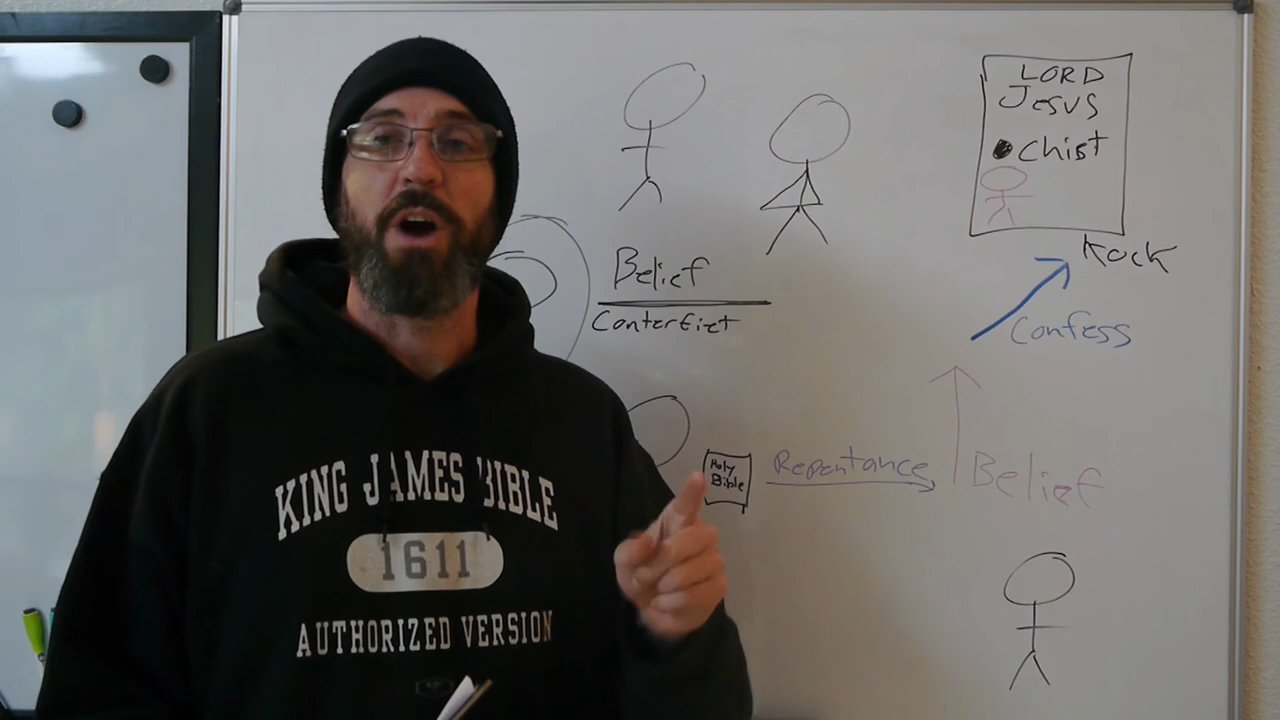 LORD
JESUS
Chist
Rock
Belief
Conterfiet
Confess
Holy
Bible
Repentance
Belief
KING JAMES BIBLE
1611
AUTHORIZED VERSION